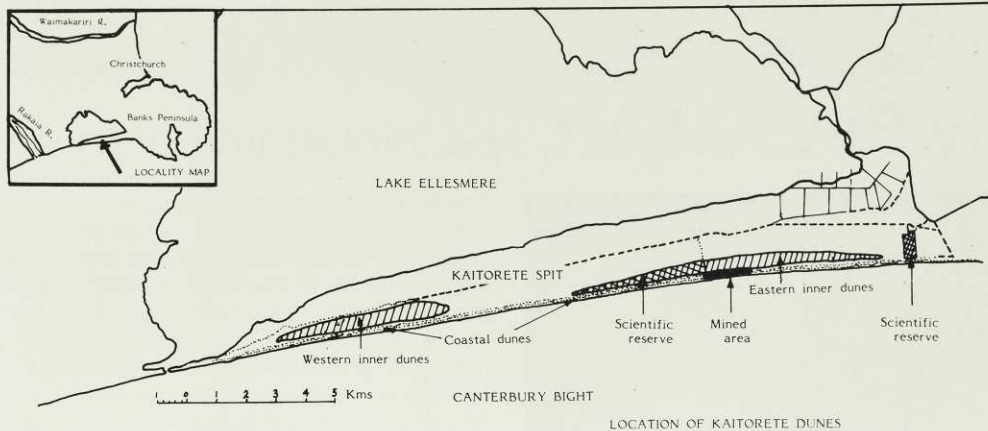 Waimakariri R.
Christchurch
Rakaia R.
Banks Peninsula
LOCALITY MAP
LAKE ELLESMERE
KAITORETE SPIT
Eastern inner dunes
Coastal dunes
Scientific
reserve
Mined
area
Scientific
reserve
Western inner dunes
1 0 1 2 3 4 5 Kms
CANTERBURY BIGHT
LOCATION OF KAITORETE DUNES